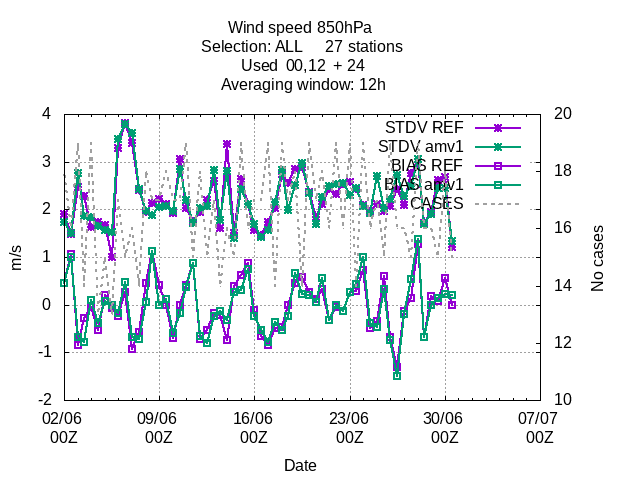 Wind speed 850hPa
Selection: ALL 27 stations
Used 00,12 + 24
Averaging window: 12h
4 20
STDV REF
STDV amv1
3 BIAS REF 18
BIAS amv1
2 CASES
16
1
m/s No cases
0 14
-1 12
-2 10
02/06 09/06 16/06 23/06 30/06 07/07
00Z 00Z 00Z 00Z 00Z 00Z
Date